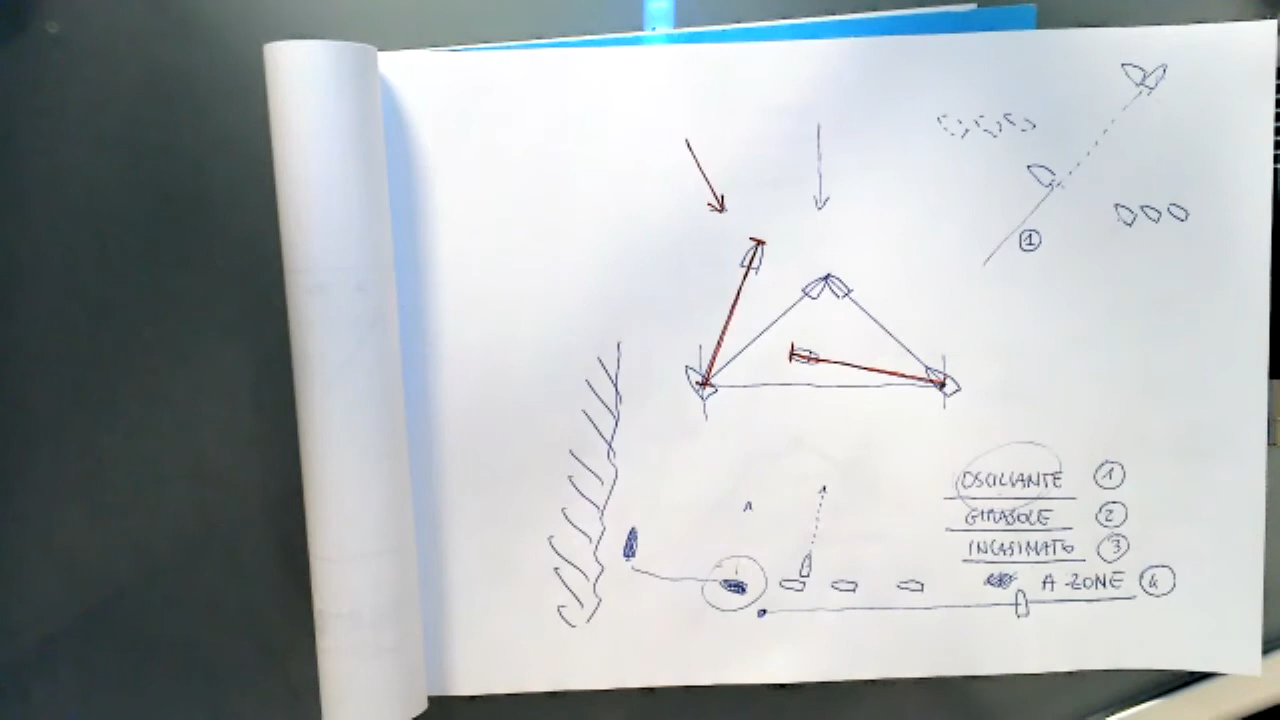 1
OSCILLANTE 1
GIRASOLE 2
INCASINATO 3
A ZONE 4